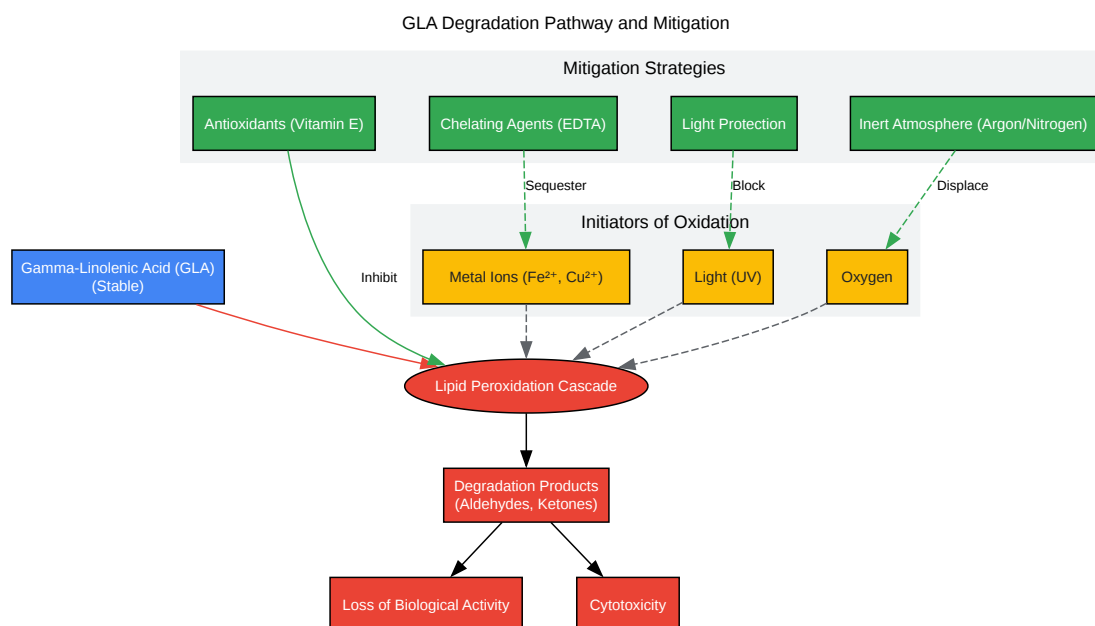 GLA Degradation Pathway and Mitigation
Mitigation Strategies
Antioxidants (Vitamin E)
Chelating Agents (EDTA)
Light Protection
Inert Atmosphere (Argon/Nitrogen)
Sequester
Block
Displace
Initiators of Oxidation
Gamma-Linolenic Acid (GLA)
(Stable)
Inhibit
Metal Ions (Fe²⁺, Cu²⁺)
Light (UV)
Oxygen
Lipid Peroxidation Cascade
Degradation Products
(Aldehydes, Ketones)
Loss of Biological Activity
Cytotoxicity